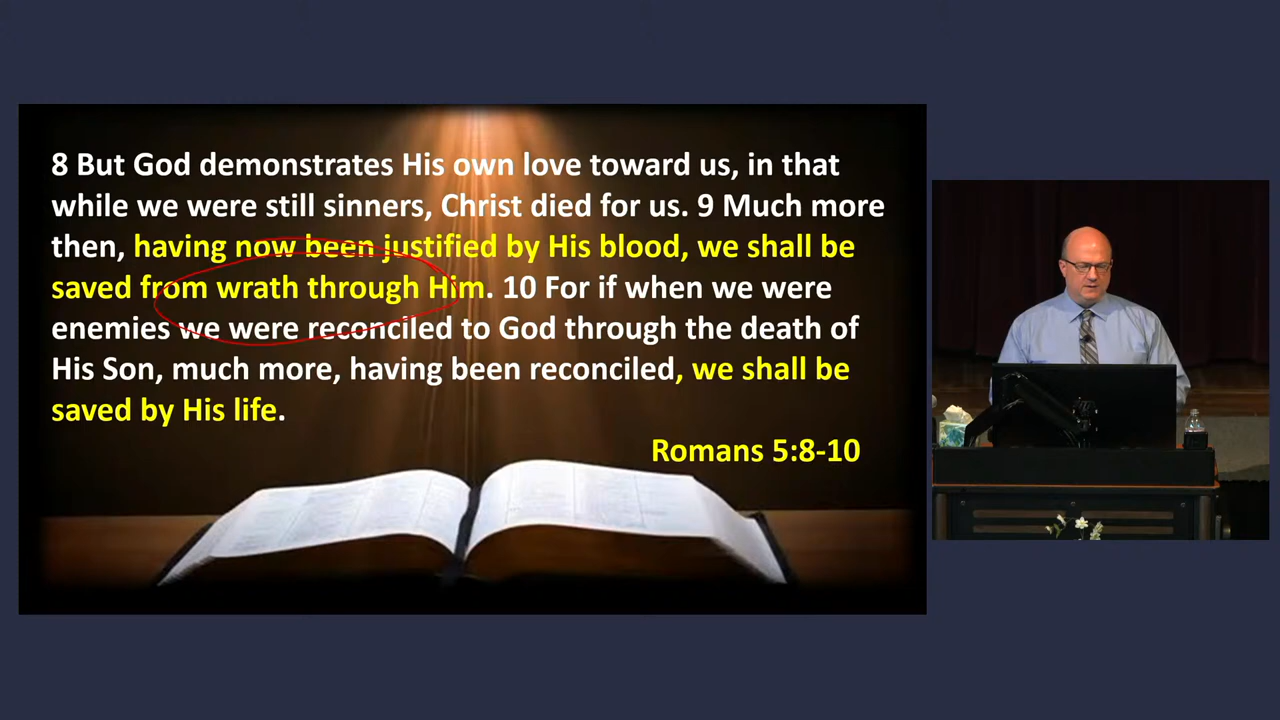 8 But God demonstrates His own love toward us, in that
while we were still sinners, Christ died for us. 9 Much more
then, having now been justified by His blood, we shall be
saved from wrath through Him. 10 For if when we were
enemies we were reconciled to God through the death of
His Son, much more, having been reconciled, we shall be
saved by His life.
Romans 5:8-10